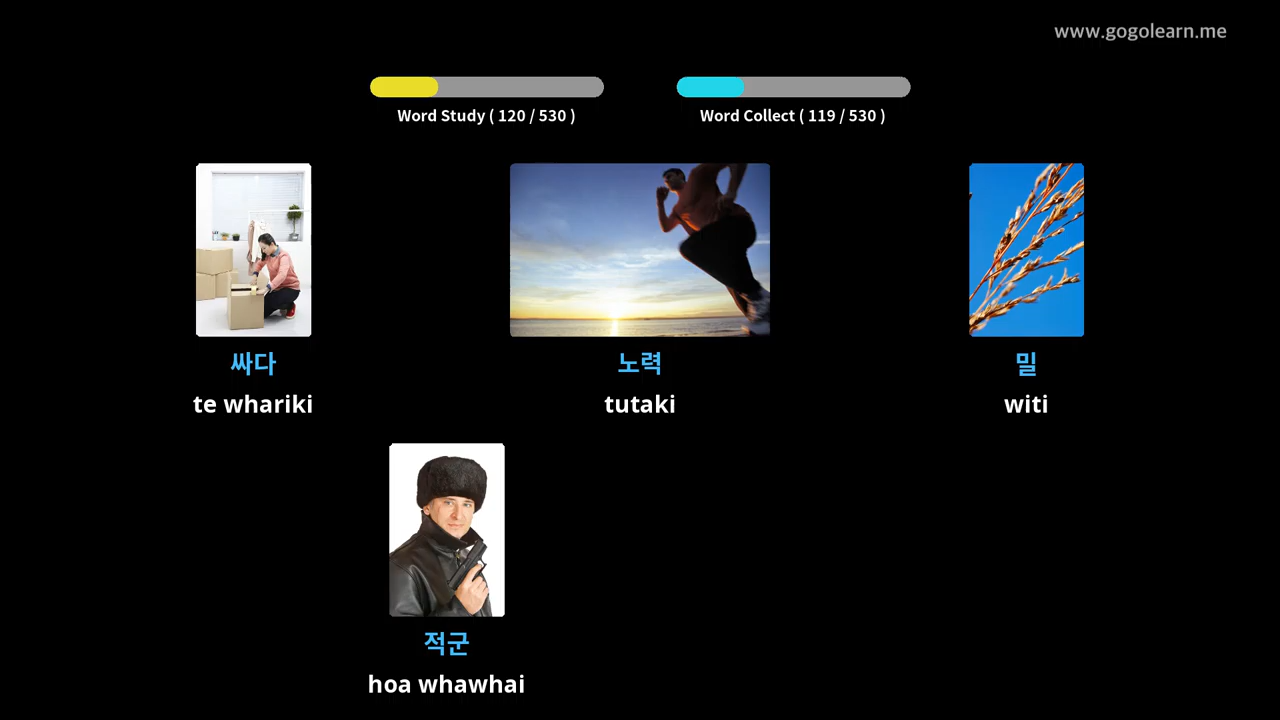 www.gogolearn.me
Word Study ( 120 / 530 )
Word Collect ( 119 / 530 )
싸다
노력
밀
te whariki
tutaki
witi
적군
hoa whawhai